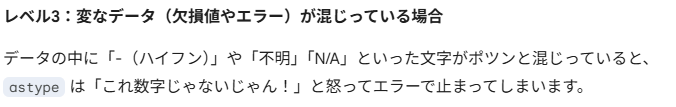 レベル3：変なデータ（欠損値やエラー）が混じっている場合
データの中に「-（ハイフン）」や「不明」「N/A」といった文字がポツンと混じっていると、
astype は「これ数字じゃないじゃん！」と怒ってエラーで止まってしまいます。